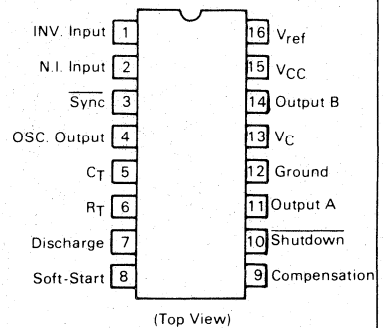 INV. Input 1 16 Vref
N.I. Input 2 15 VCC
Sync 3 14 Output B
OSC. Output 4 13 VC
CT 5 12 Ground
RT 6 11 Output A
Discharge 7 10 Shutdown
Soft-Start 8 9 Compensation
(Top View)